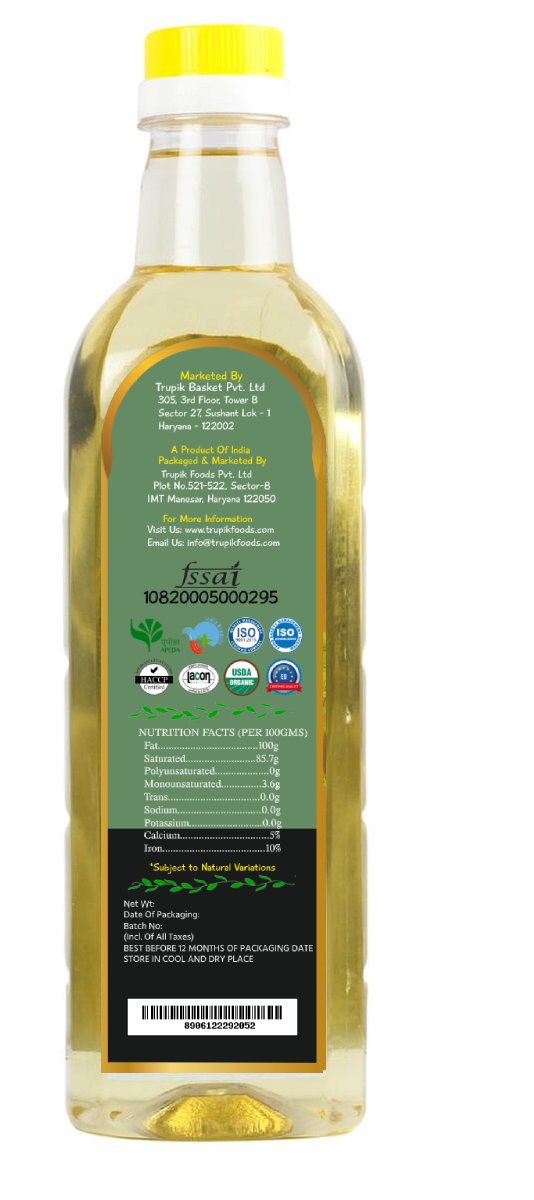 Marketed By
Trupik Basket Pvt. Ltd
305, 3rd Floor, Tower B
Sector 27, Sushant Lok - 1
Haryana - 122002
A Product Of India
Packaged & Marketed By
Trupik Foods Pvt. Ltd
Plot No.521-522, Sector-8
IMT Manesar, Haryana 122050
For More Information
Visit Us: www.trupikfoods.com
Email Us: info@trupikfoods.com
fssai
10820005000295
एपीडा
APEDA
ISO
9001:2015
ISO
HACCP
Certified
lacon
USDA
ORGANIC
EU
NUTRITION FACTS (PER 100GMS)
Fat....................................100g
Saturated.........................85.7g
Polyunsaturated...................0g
Monounsaturated..............3.6g
Trans.................................0.0g
Sodium..............................0.0g
Potassium..........................0.0g
Calcium................................5%
Iron.....................................10%
*Subject to Natural Variations
Net Wt:
Date Of Packaging:
Batch No:
(Incl. Of All Taxes)
BEST BEFORE 12 MONTHS OF PACKAGING DATE
STORE IN COOL AND DRY PLACE
8906122292052